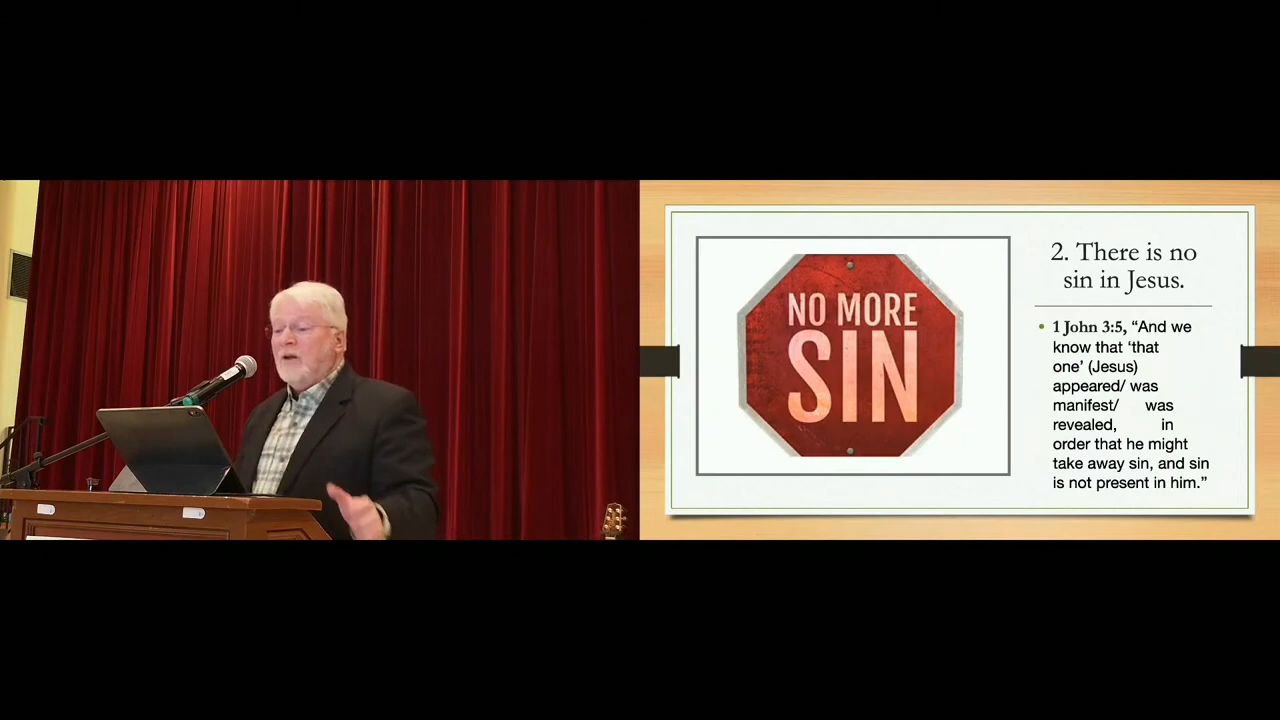 NO MORE
SIN
2. There is no
sin in Jesus.
• 1 John 3:5, “And we
know that ‘that
one’ (Jesus)
appeared/ was
manifest/ was
revealed, in
order that he might
take away sin, and sin
is not present in him.”